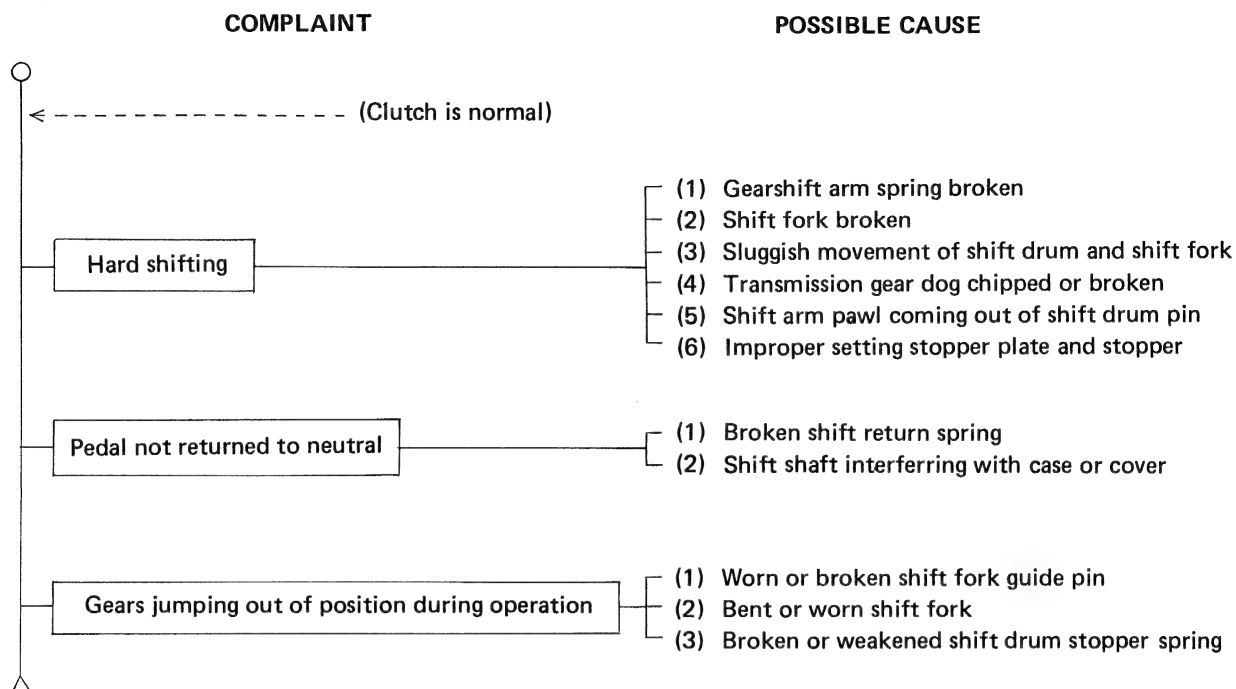 COMPLAINT
POSSIBLE CAUSE
(Clutch is normal)
Hard shifting
(1) Gearshift arm spring broken
(2) Shift fork broken
(3) Sluggish movement of shift drum and shift fork
(4) Transmission gear dog chipped or broken
(5) Shift arm pawl coming out of shift drum pin
(6) Improper setting stopper plate and stopper
Pedal not returned to neutral
(1) Broken shift return spring
(2) Shift shaft interferring with case or cover
Gears jumping out of position during operation
(1) Worn or broken shift fork guide pin
(2) Bent or worn shift fork
(3) Broken or weakened shift drum stopper spring